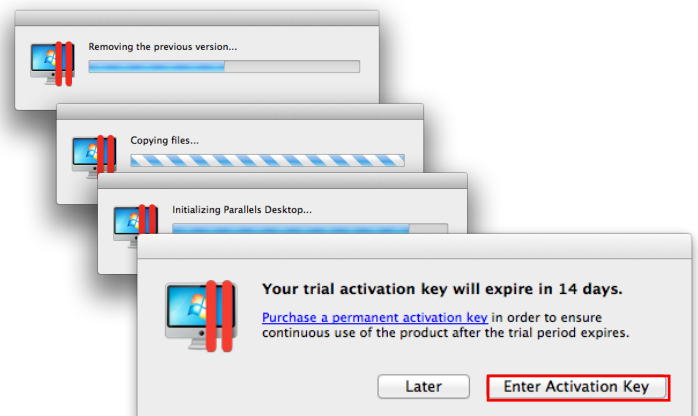 Removing the previous version...
Copying files...
Initializing Parallels Desktop...
Your trial activation key will expire in 14 days.
Purchase a permanent activation key in order to ensure
continuous use of the product after the trial period expires.
Later
Enter Activation Key